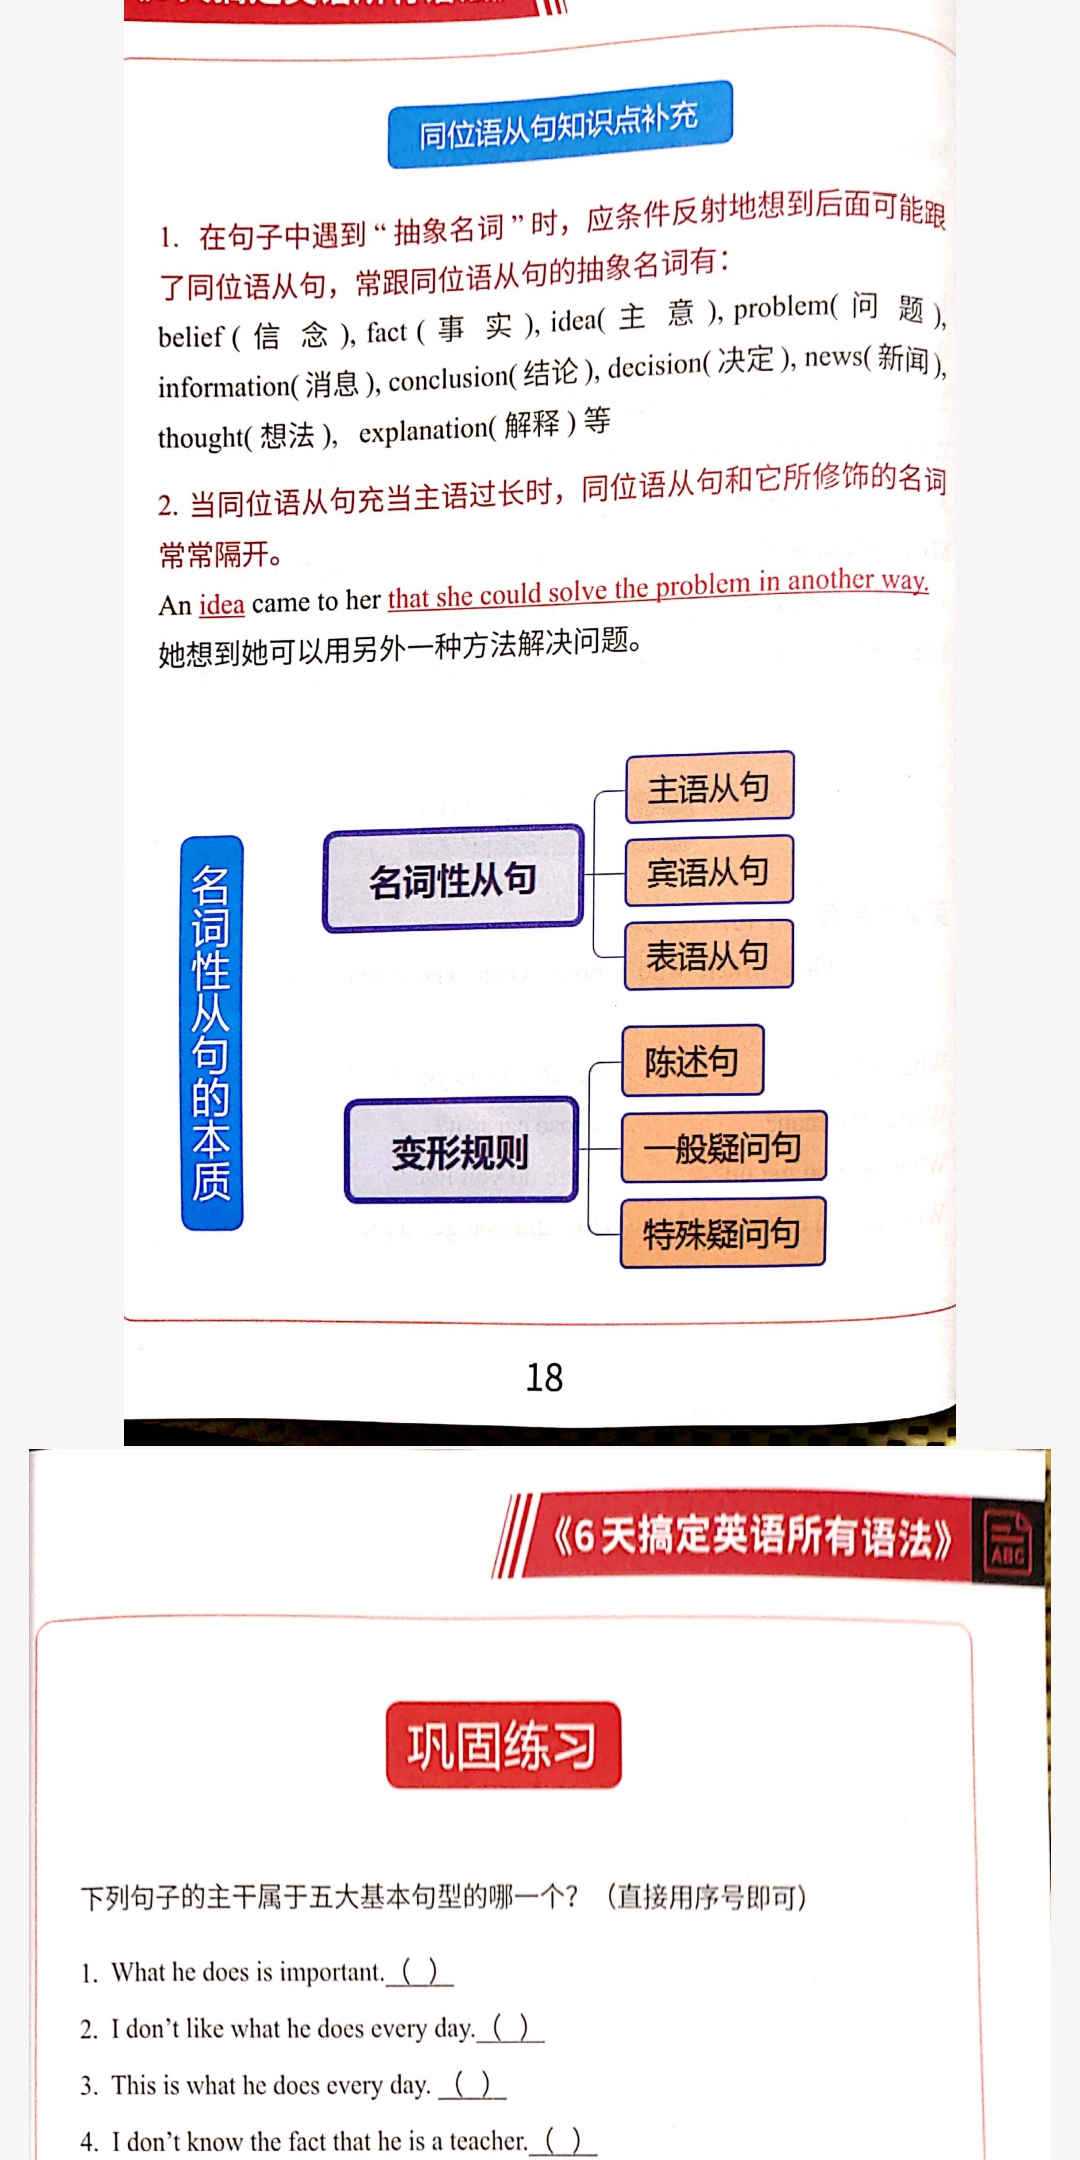 同位语从句知识点补充
1. 在句子中遇到“抽象名词”时，应条件反射地想到后面可能跟
了同位语从句，常跟同位语从句的抽象名词有：
belief ( 信 念 ), fact ( 事 实 ), idea( 主 意 ), problem( 问 题 ),
information( 消息 ), conclusion( 结论 ), decision( 决定 ), news( 新闻 ),
thought( 想法 ), explanation( 解释 ) 等
2. 当同位语从句充当主语过长时，同位语从句和它所修饰的名词
常常隔开。
An idea came to her that she could solve the problem in another way.
她想到她可以用另外一种方法解决问题。
名词性从句的本质
名词性从句
主语从句
宾语从句
表语从句
变形规则
陈述句
一般疑问句
特殊疑问句
18
《6天搞定英语所有语法》
ABC
巩固练习
下列句子的主干属于五大基本句型的哪一个？（直接用序号即可）
1. What he does is important.( )
2. I don't like what he does every day.( )
3. This is what he does every day. ( )
4. I don't know the fact that he is a teacher.( )